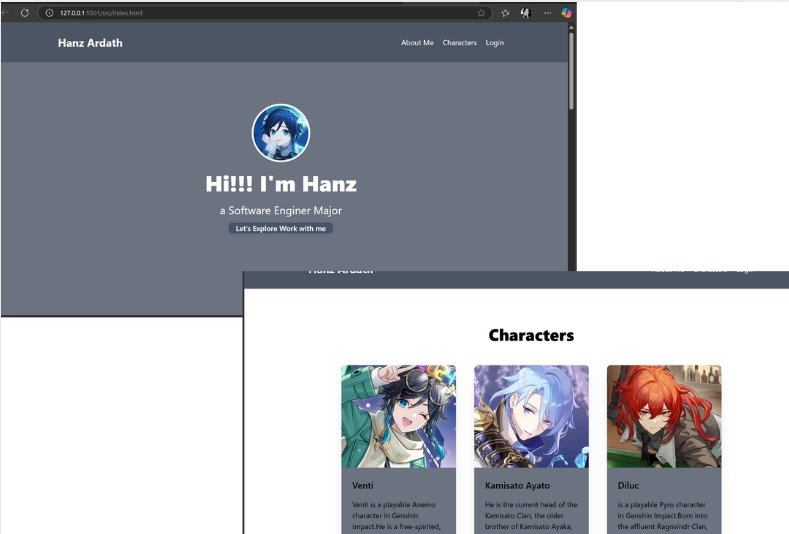 127.0.0.1:5501/src/index.html
Hanz Ardath
About Me Characters Login
Hi!!! I'm Hanz
a Software Enginer Major
Let's Explore Work with me
Hanz Ardath
Characters
Venti
Venti is a playable Anemo
character in Genshin
Impact.He is a free-spirited,
Kamisato Ayato
He is the current head of the
Kamisato Clan, the older
brother of Kamisato Ayaka,
Diluc
is a playable Pyro character
in Genshin Impact.Born into
the affluent Ragnvindr Clan,